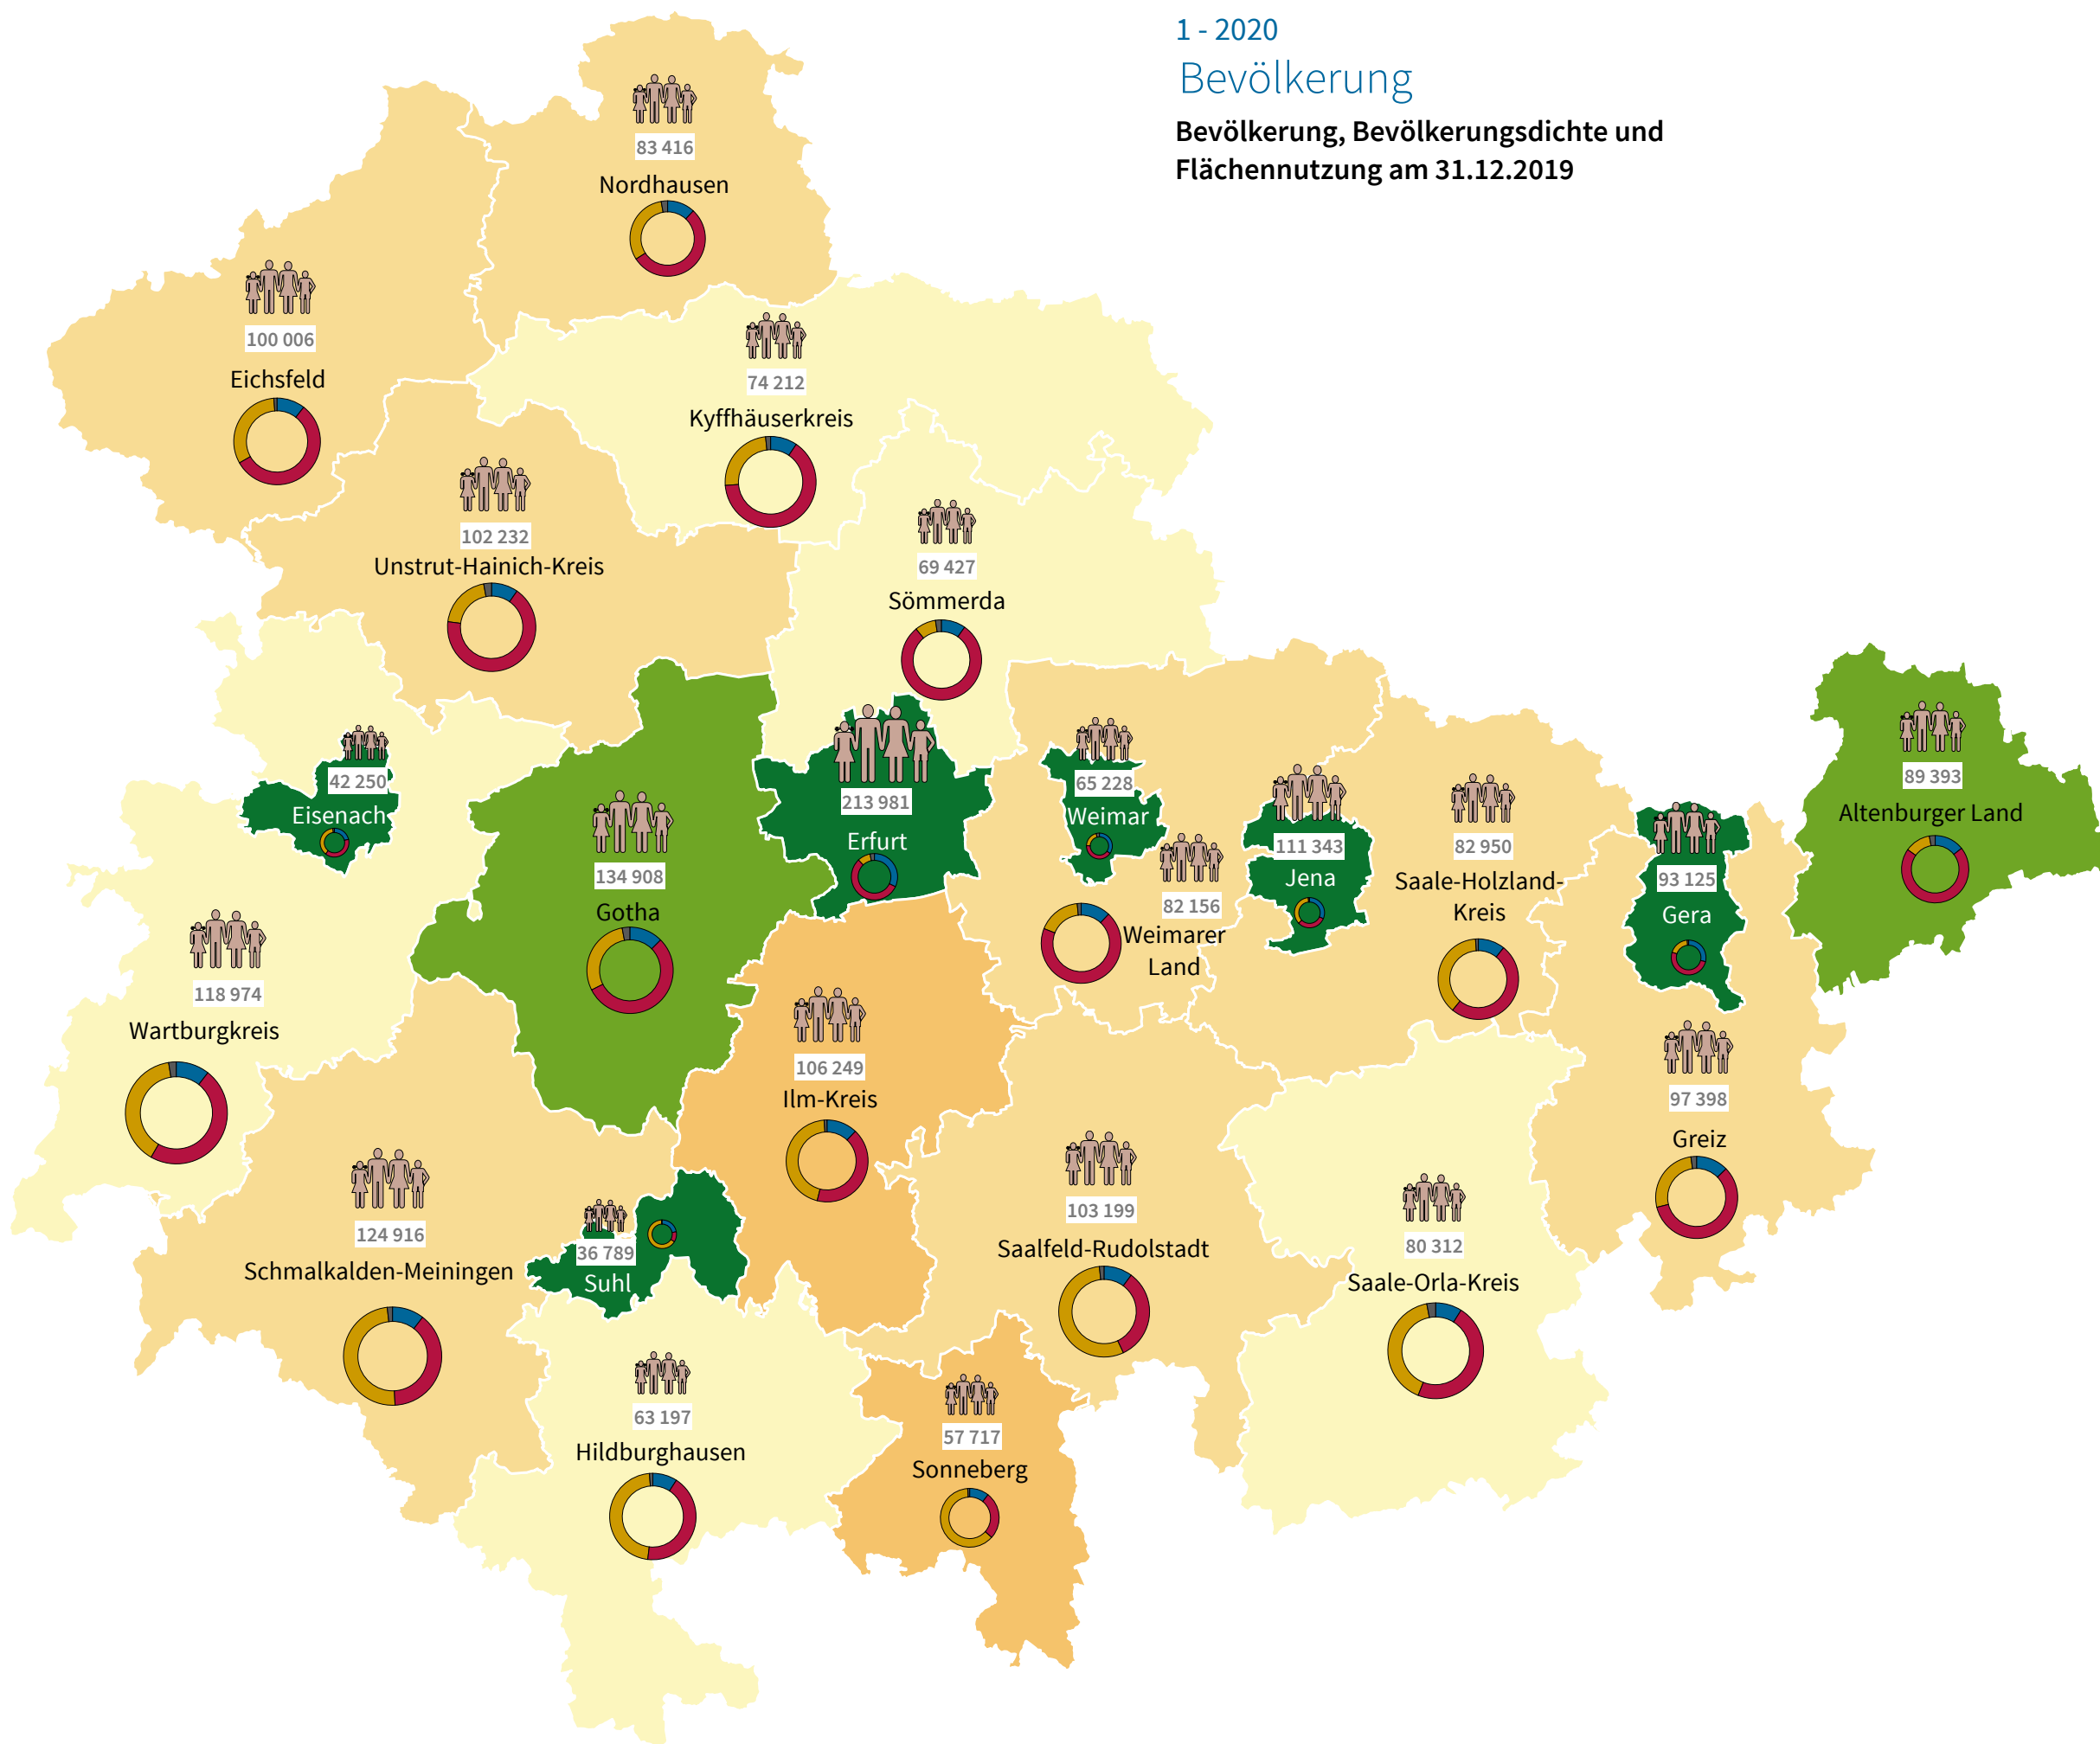 1 - 2020
Bevölkerung
Bevölkerung, Bevölkerungsdichte und
Flächennutzung am 31.12.2019
83 416
Nordhausen
100 006
Eichsfeld
74 212
Kyffhäuserkreis
102 232
Unstrut-Hainich-Kreis
69 427
Sömmerda
42 250
Eisenach
134 908
Gotha
213 981
Erfurt
65 228
Weimar
82 156
Weimarer
Land
111 343
Jena
82 950
Saale-Holzland-
Kreis
93 125
Gera
89 393
Altenburger Land
118 974
Wartburgkreis
106 249
Ilm-Kreis
97 398
Greiz
124 916
Schmalkalden-Meiningen
36 789
Suhl
103 199
Saalfeld-Rudolstadt
80 312
Saale-Orla-Kreis
63 197
Hildburghausen
57 717
Sonneberg